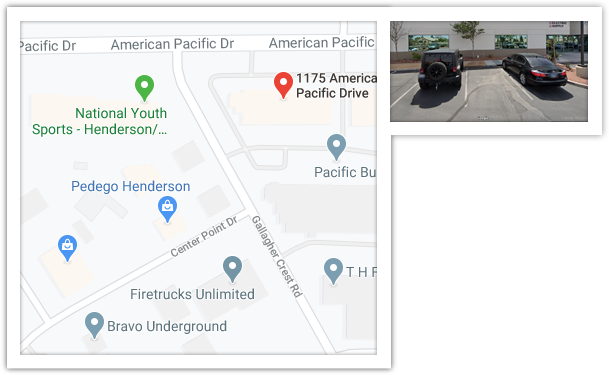 Pacific Dr
American Pacific Dr
American Pacific
1175 America
Pacific Drive
National Youth
Sports - Henderson/...
Pacific Bu
Pedego Henderson
Center Point Dr
Gallagher Crest Rd
Firetrucks Unlimited
T H F
Bravo Underground